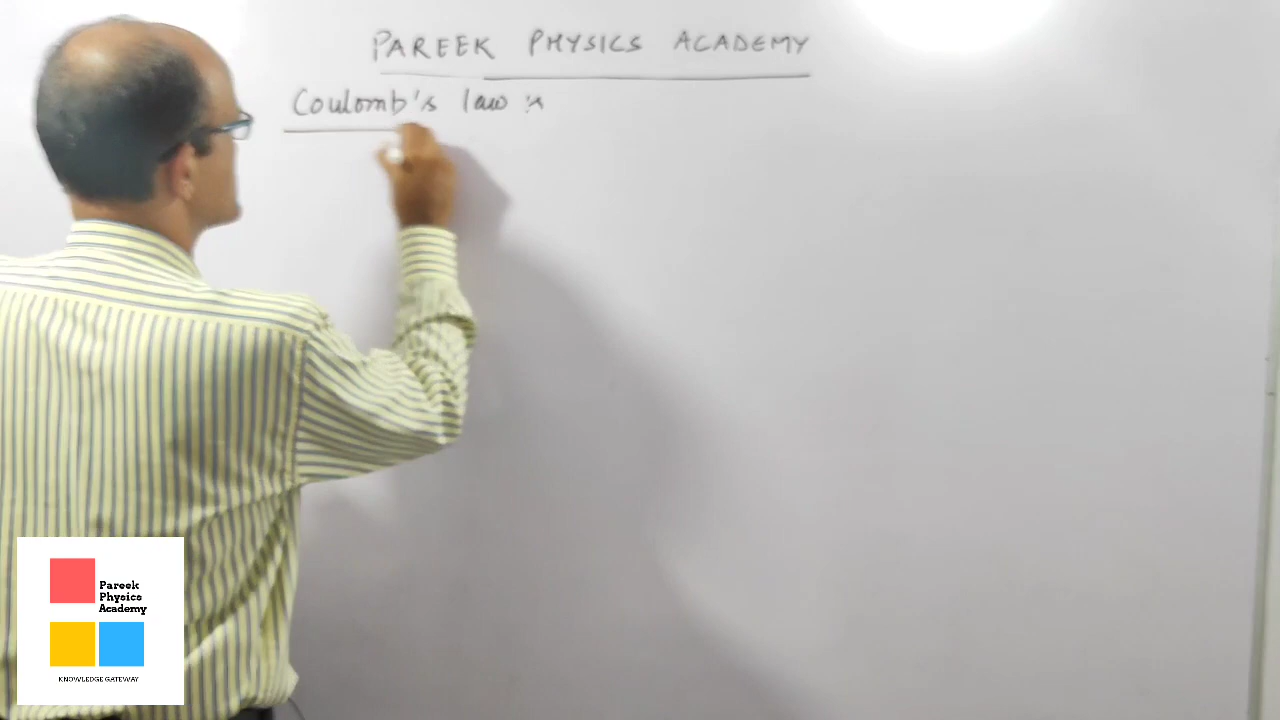 PAREEK PHYSICS ACADEMY
Coulomb's law :
Pareek
Physics
Academy
KNOWLEDGE GATEWAY